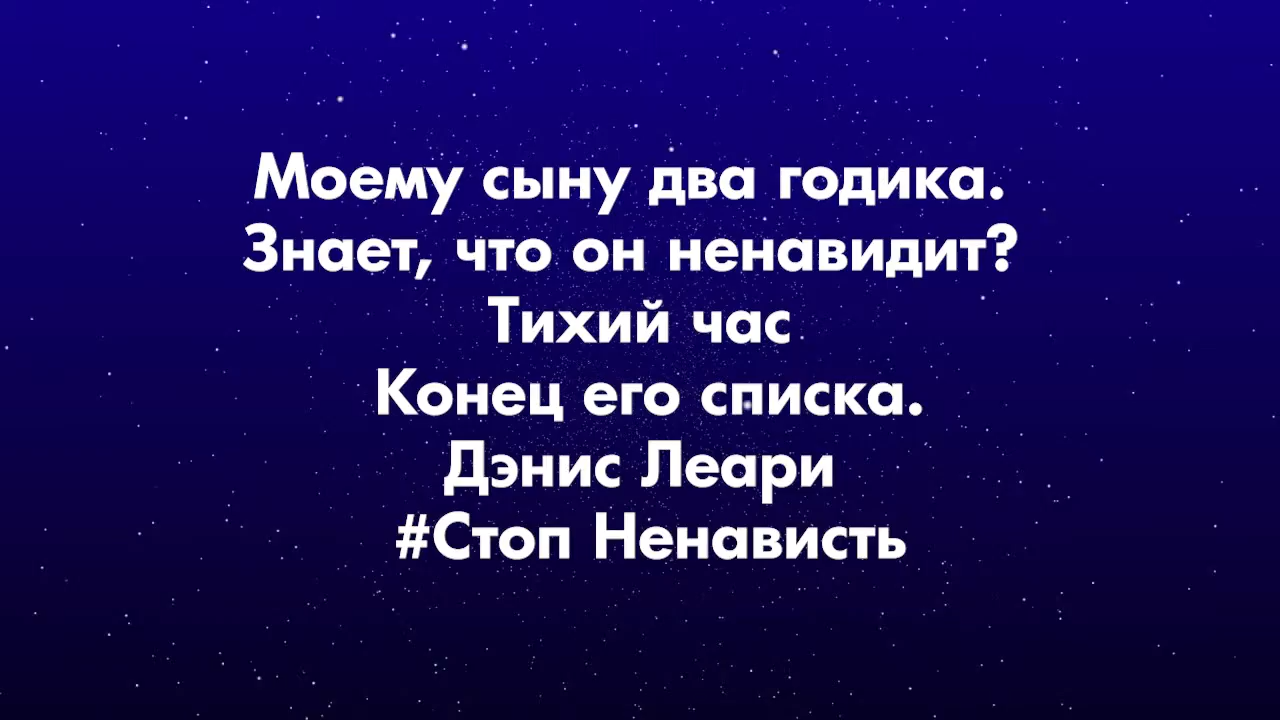 Моему сыну два годика.
Знает, что он ненавидит?
Тихий час
Конец его списка.
Дэнис Леари
#Стоп Ненависть